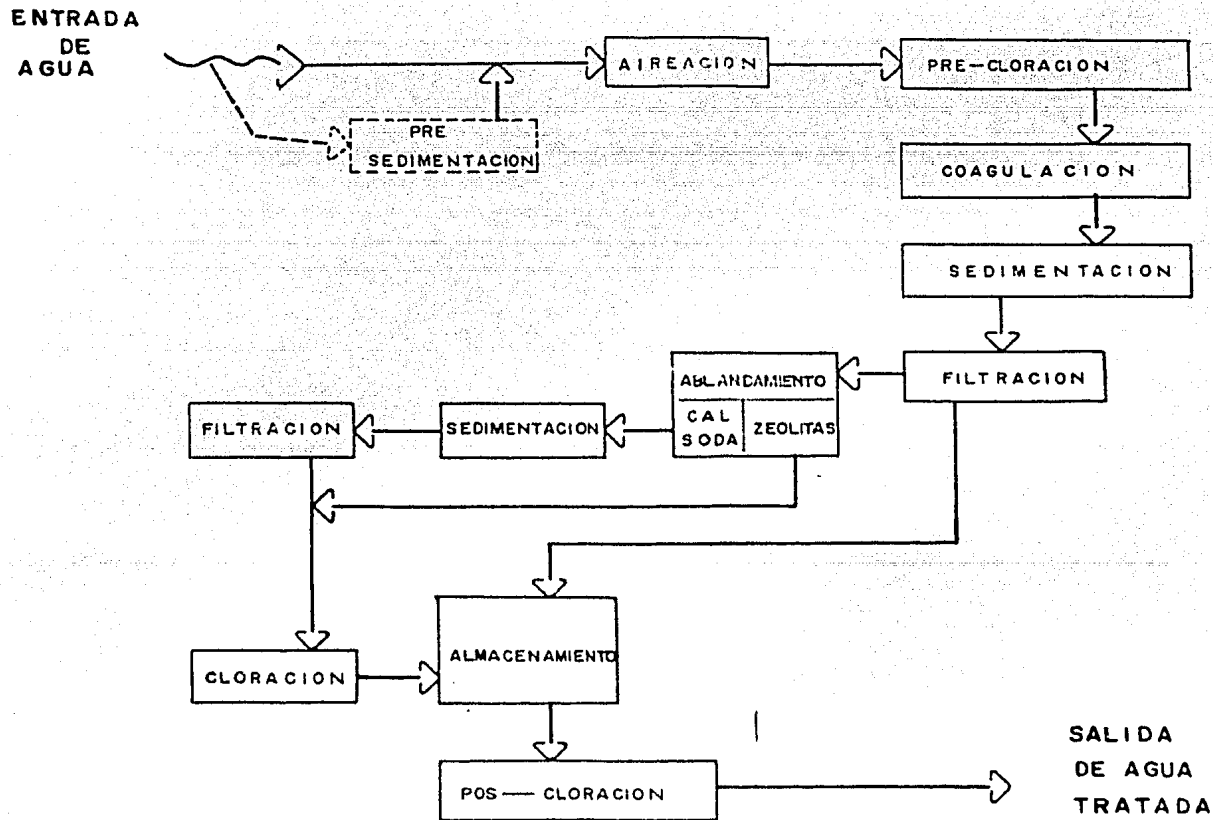 ENTRADA
DE
AGUA
AIREACION
PRE-CLORACION
PRE
SEDIMENTACION
COAGULACION
SEDIMENTACION
FILTRACION
ABLANDAMIENTO
CAL
SODA
ZEOLITAS
SEDIMENTACION
FILTRACION
CLORACION
ALMACENAMIENTO
POS — CLORACION
SALIDA
DE AGUA
TRATADA